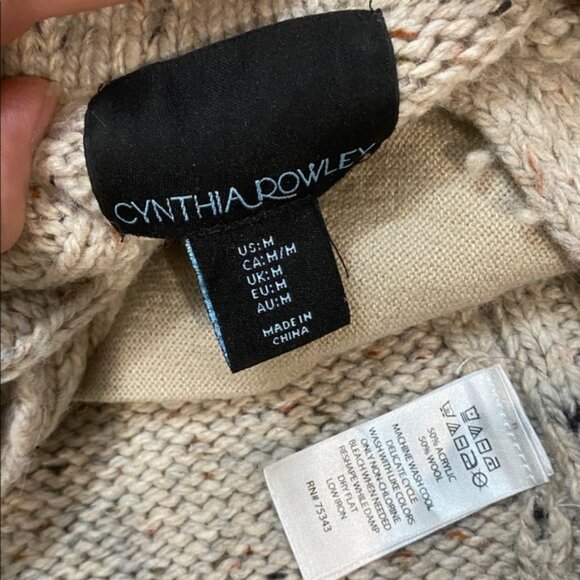 CYNTHIA ROWLEY
US:M
CA:M/M
UK:M
EU:M
AU:M
MADE IN
CHINA
50% ACRYLIC
50% WOOL
MACHINE WASH COOL
DELICATE CYCLE
WASH WITH LIKE COLORS
ONLY NON-CHLORINE
BLEACH WHEN NEEDED
RESHAPE WHILE DAMP
DRY FLAT
LOW IRON
RN# 75343